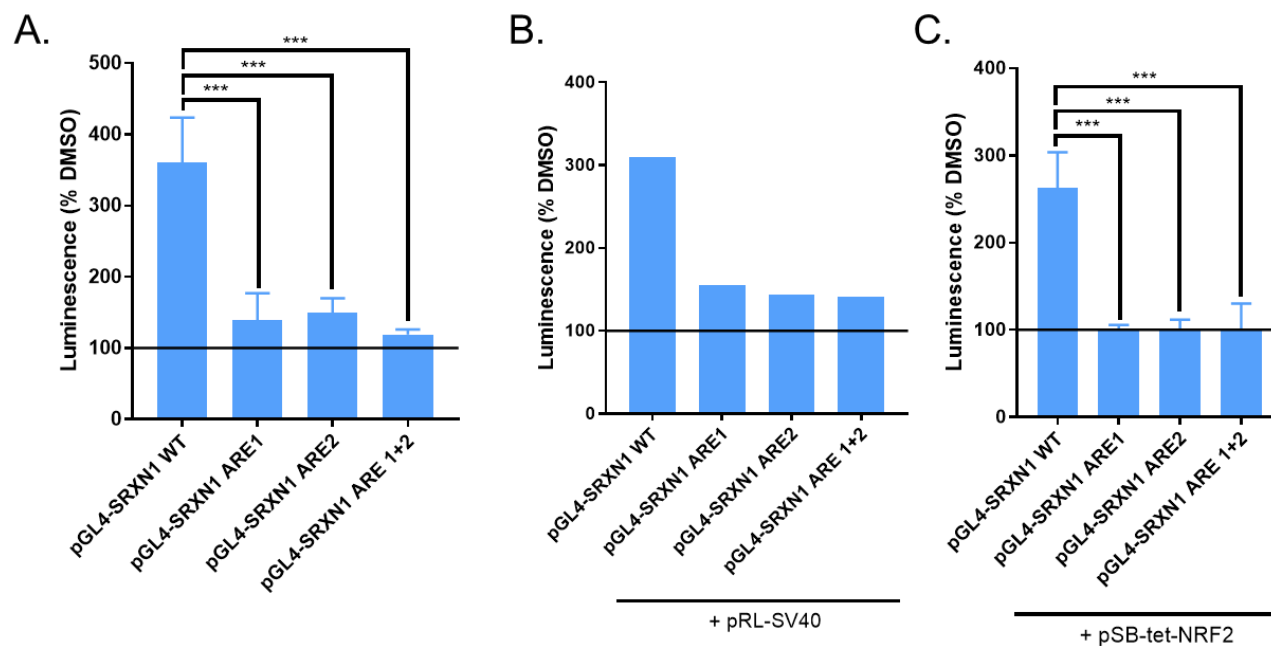 A.
Luminescence (% DMSO)
500
400
300
200
100
0
***
***
***
pGL4-SRXN1 WT
pGL4-SRXN1 ARE1
pGL4-SRXN1 ARE2
pGL4-SRXN1 ARE 1+2
B.
Luminescence (% DMSO)
400
300
200
100
0
pGL4-SRXN1 WT
pGL4-SRXN1 ARE1
pGL4-SRXN1 ARE2
pGL4-SRXN1 ARE 1+2
+ pRL-SV40
C.
Luminescence (% DMSO)
400
300
200
100
0
***
***
***
pGL4-SRXN1 WT
pGL4-SRXN1 ARE1
pGL4-SRXN1 ARE2
pGL4-SRXN1 ARE 1+2
+ pSB-tet-NRF2